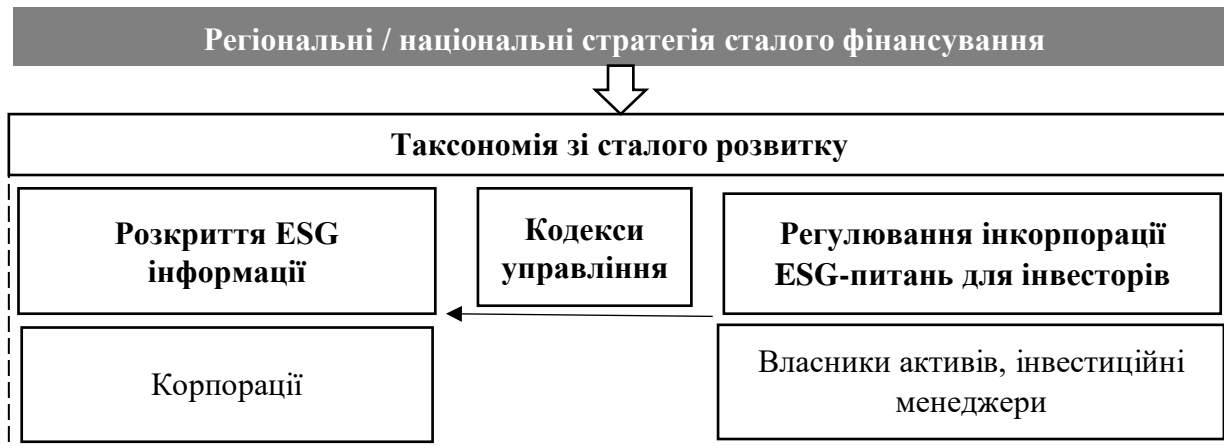 Регіональні / національні стратегія сталого фінансування
Таксономія зі сталого розвитку
Розкриття ESG
інформації
Кодекси
управління
Регулювання інкорпорації
ESG-питань для інвесторів
Корпорації
Власники активів, інвестиційні
менеджери